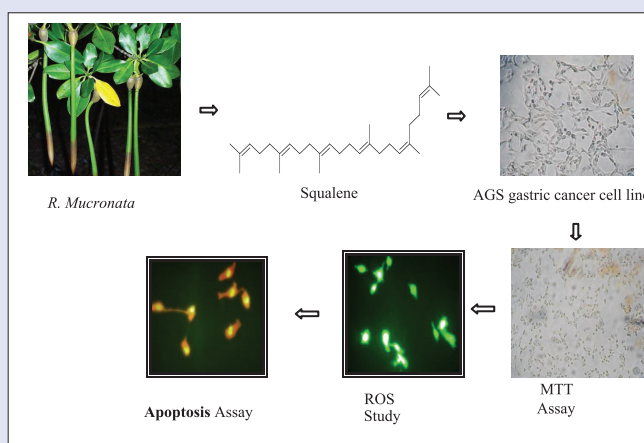 R. Mucronata
Squalene
AGS gastric cancer cell line
MTT
Assay
ROS
Study
Apoptosis Assay